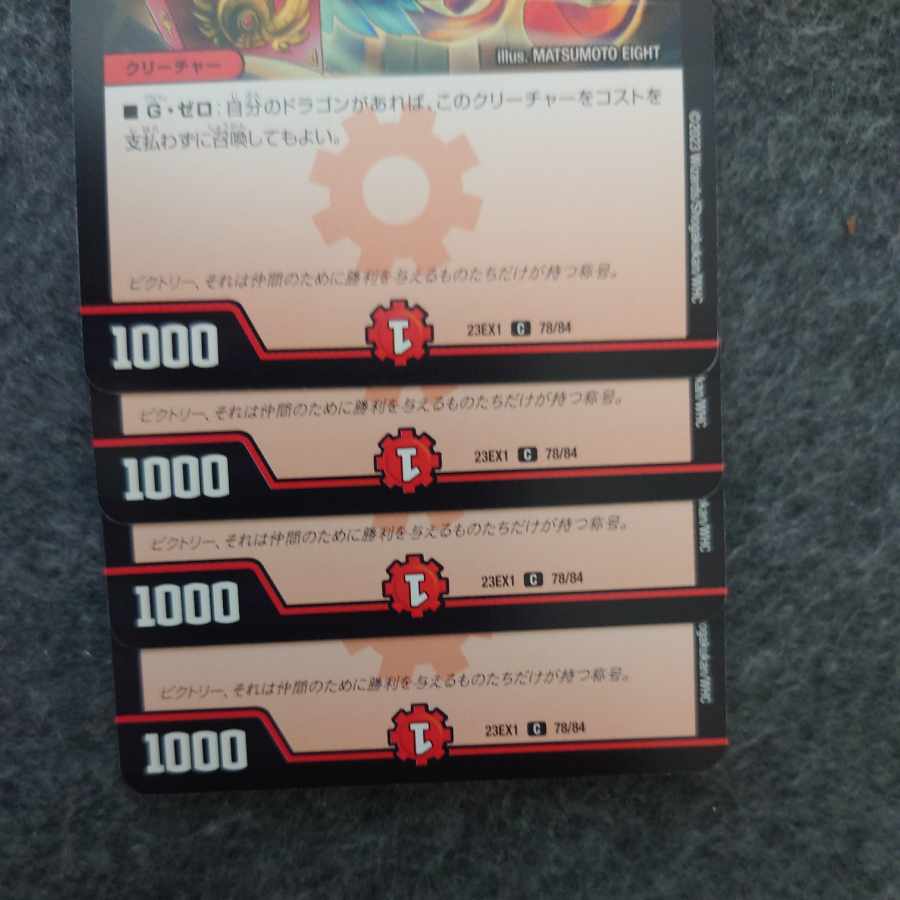 illus. MATSUMOTO EIGHT
クリーチャー
■ G・ゼロ:自分のドラゴンがあれば、このクリーチャーをコストを
支払わずに召喚してもよい。
©2023 Wizards/Shogakukan/WHC
ビクトリー、それは仲間のために勝利を与えるものたちだけが持つ称号。
1000 1 23EX1 C 78/84
kan/WHC
ビクトリー、それは仲間のために勝利を与えるものたちだけが持つ称号。
1000 1 23EX1 C 78/84
kan/WHC
ビクトリー、それは仲間のために勝利を与えるものたちだけが持つ称号。
1000 1 23EX1 C 78/84
ogakukan/WHC
ビクトリー、それは仲間のために勝利を与えるものたちだけが持つ称号。
1000 1 23EX1 C 78/84